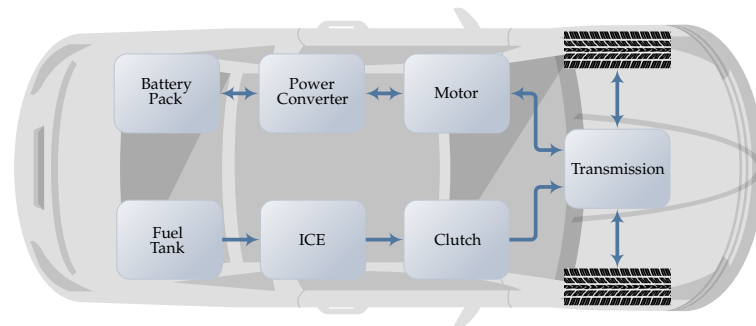 Battery
Pack
Power
Converter
Motor
Transmission
Fuel
Tank
ICE
Clutch